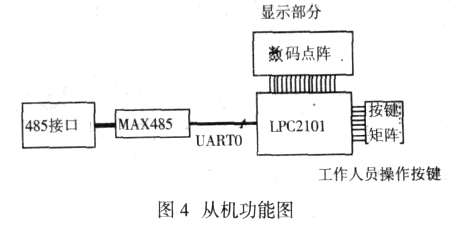 显示部分
数码点阵
485接口
MAX485
UART0
LPC2101
按键
矩阵
工作人员操作按键
图 4 从机功能图